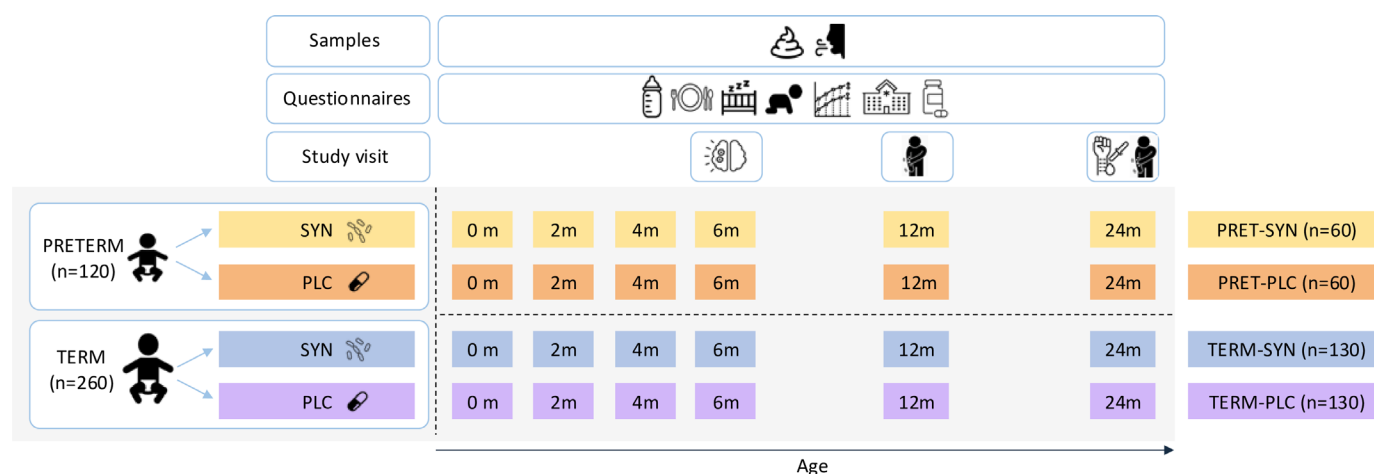 Samples
Questionnaires
z z z
Study visit
PRETERM
(n=120)
SYN
0 m 2m 4m 6m 12m 24m
PRET-SYN (n=60)
PLC
0 m 2m 4m 6m 12m 24m
PRET-PLC (n=60)
TERM
(n=260)
SYN
0 m 2m 4m 6m 12m 24m
TERM-SYN (n=130)
PLC
0 m 2m 4m 6m 12m 24m
TERM-PLC (n=130)
Age